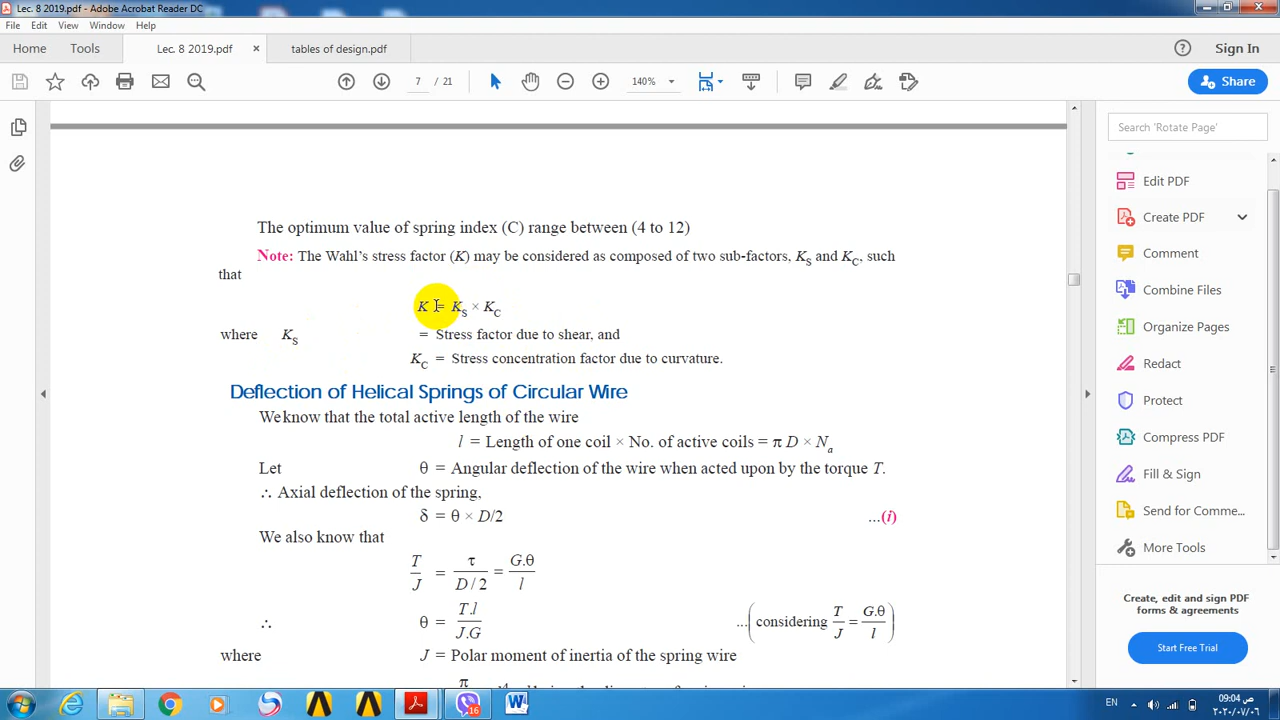 Lec. 8 2019.pdf - Adobe Acrobat Reader DC
File Edit View Window Help
Home Tools Lec. 8 2019.pdf × tables of design.pdf Sign In
7 / 21 140% Share
Search 'Rotate Page'
The optimum value of spring index (C) range between (4 to 12)
Note: The Wahl's stress factor (K) may be considered as composed of two sub-factors, K_S and K_C, such
that
K = K_S × K_C
where K_S = Stress factor due to shear, and
K_C = Stress concentration factor due to curvature.
Deflection of Helical Springs of Circular Wire
We know that the total active length of the wire
l = Length of one coil × No. of active coils = π D × N_a
Let θ = Angular deflection of the wire when acted upon by the torque T.
∴ Axial deflection of the spring,
δ = θ × D/2 ...(i)
We also know that
T/J = τ/(D / 2) = G.θ/l
∴ θ = T.l/J.G ...(considering T/J = G.θ/l)
where J = Polar moment of inertia of the spring wire
Edit PDF
Create PDF
Comment
Combine Files
Organize Pages
Redact
Protect
Compress PDF
Fill & Sign
Send for Comme...
More Tools
Create, edit and sign PDF
forms & agreements
Start Free Trial
16
EN
09:04 ص
٢٠٢٠/٠٧/٠٦